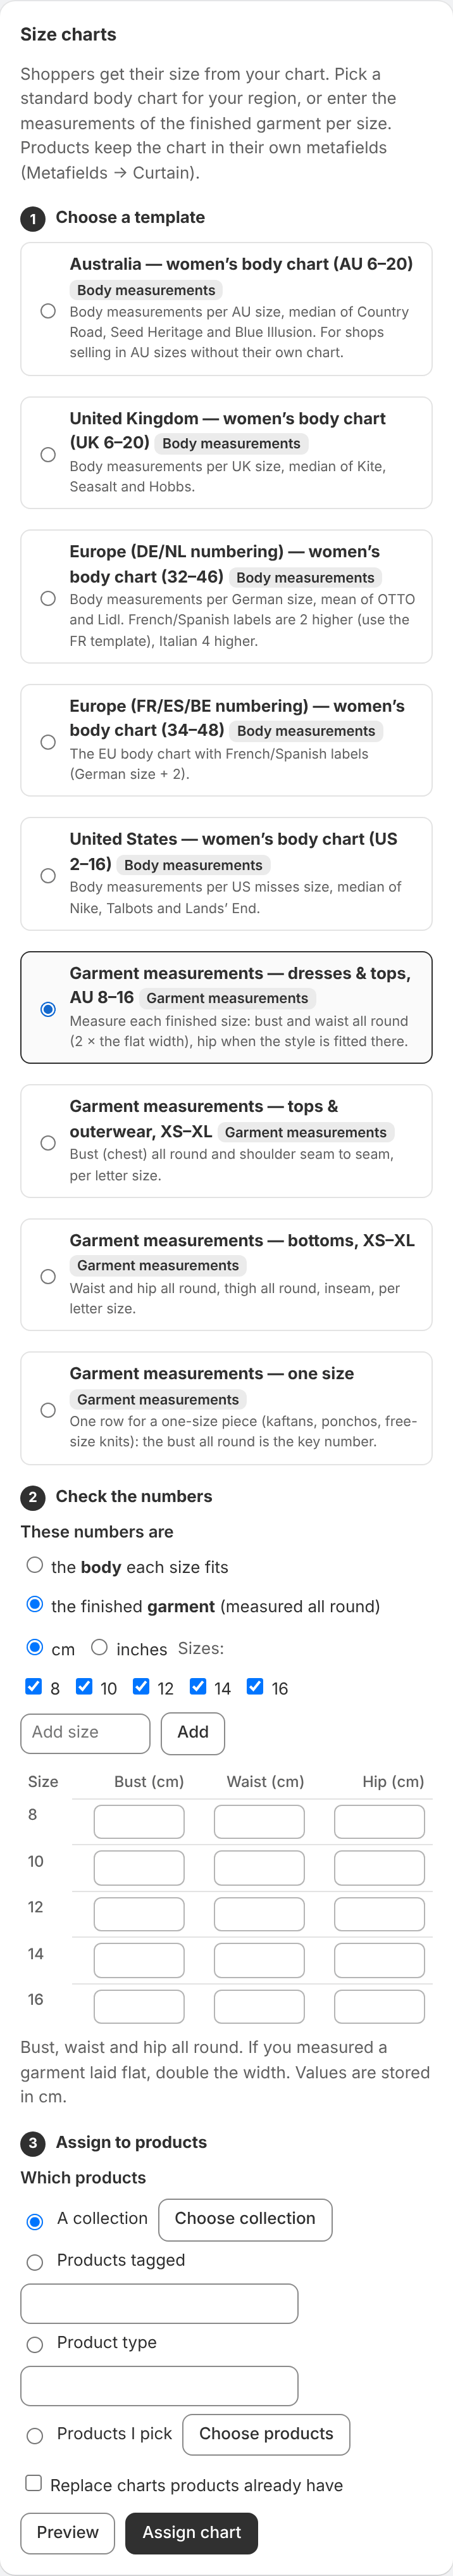 Size charts
Shoppers get their size from your chart. Pick a
standard body chart for your region, or enter the
measurements of the finished garment per size.
Products keep the chart in their own metafields
(Metafields → Curtain).
1 Choose a template
Australia — women’s body chart (AU 6–20)
Body measurements
Body measurements per AU size, median of Country
Road, Seed Heritage and Blue Illusion. For shops
selling in AU sizes without their own chart.
United Kingdom — women’s body chart
(UK 6–20) Body measurements
Body measurements per UK size, median of Kite,
Seasalt and Hobbs.
Europe (DE/NL numbering) — women’s
body chart (32–46) Body measurements
Body measurements per German size, mean of OTTO
and Lidl. French/Spanish labels are 2 higher (use the
FR template), Italian 4 higher.
Europe (FR/ES/BE numbering) — women’s
body chart (34–48) Body measurements
The EU body chart with French/Spanish labels
(German size + 2).
United States — women’s body chart (US
2–16) Body measurements
Body measurements per US misses size, median of
Nike, Talbots and Lands’ End.
Garment measurements — dresses & tops,
AU 8–16 Garment measurements
Measure each finished size: bust and waist all round
(2 × the flat width), hip when the style is fitted there.
Garment measurements — tops &
outerwear, XS–XL Garment measurements
Bust (chest) all round and shoulder seam to seam,
per letter size.
Garment measurements — bottoms, XS–XL
Garment measurements
Waist and hip all round, thigh all round, inseam, per
letter size.
Garment measurements — one size
Garment measurements
One row for a one-size piece (kaftans, ponchos, free-
size knits): the bust all round is the key number.
2 Check the numbers
These numbers are
the body each size fits
the finished garment (measured all round)
cm inches Sizes:
8 10 12 14 16
Add size Add
Size Bust (cm) Waist (cm) Hip (cm)
8
10
12
14
16
Bust, waist and hip all round. If you measured a
garment laid flat, double the width. Values are stored
in cm.
3 Assign to products
Which products
A collection Choose collection
Products tagged
Product type
Products I pick Choose products
Replace charts products already have
Preview Assign chart